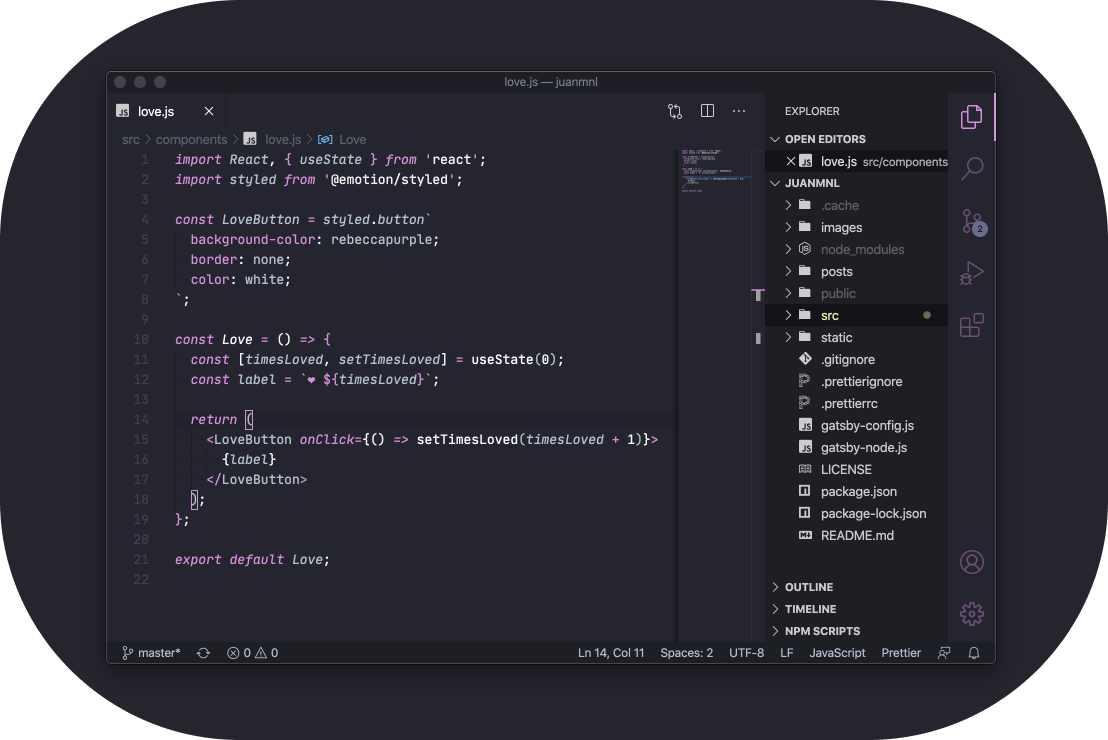 love.js — juanmnl
love.js
src > components > love.js > Love
1 import React, { useState } from 'react';
2 import styled from '@emotion/styled';
3
4 const LoveButton = styled.button`
5   background-color: rebeccapurple;
6   border: none;
7   color: white;
8 `;
9
10 const Love = () => {
11   const [timesLoved, setTimesLoved] = useState(0);
12   const label = `❤ ${timesLoved}`;
13
14   return (
15     <LoveButton onClick={() => setTimesLoved(timesLoved + 1)}>
16       {label}
17     </LoveButton>
18   );
19 };
20
21 export default Love;
22
EXPLORER
OPEN EDITORS
JS love.js src/components
JUANMNL
.cache
images
node_modules
posts
public
src
static
.gitignore
.prettierignore
.prettierrc
JS gatsby-config.js
JS gatsby-node.js
LICENSE
package.json
package-lock.json
README.md
OUTLINE
TIMELINE
NPM SCRIPTS
2
master* 0 0 Ln 14, Col 11 Spaces: 2 UTF-8 LF JavaScript Prettier